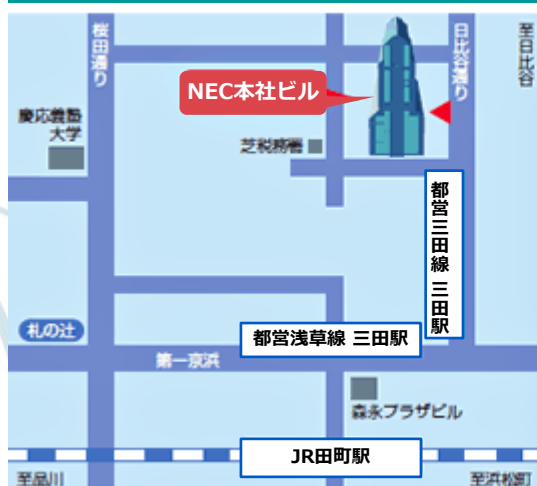 桜田通り
日比谷通り
至日比谷
NEC本社ビル
慶応義塾
大学
芝税務署
都営三田線 三田駅
札の辻
都営浅草線 三田駅
第一京浜
森永プラザビル
JR田町駅
至品川
至浜松町